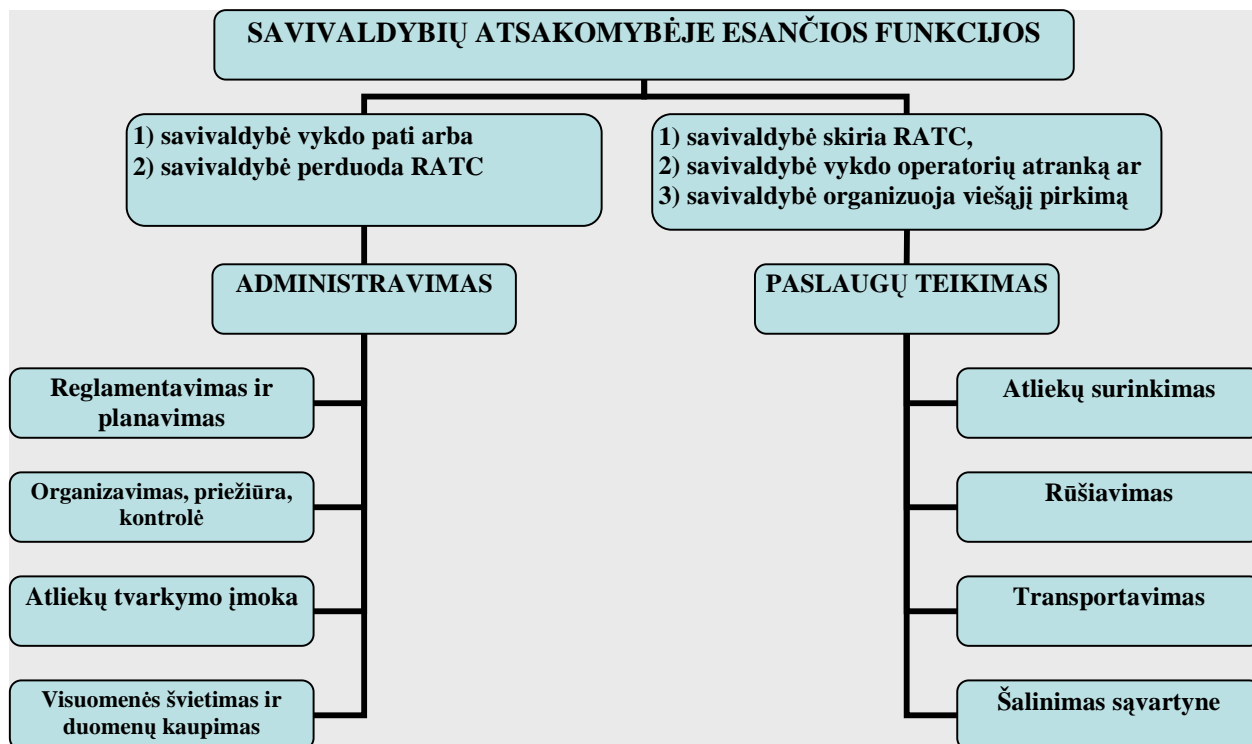 SAVIVALDYBIŲ ATSAKOMYBĖJE ESANČIOS FUNKCIJOS
1) savivaldybė vykdo pati arba
2) savivaldybė perduoda RATC
1) savivaldybė skiria RATC,
2) savivaldybė vykdo operatorių atranką ar
3) savivaldybė organizuoja viešąjį pirkimą
ADMINISTRAVIMAS
PASLAUGŲ TEIKIMAS
Reglamentavimas ir
planavimas
Organizavimas, priežiūra,
kontrolė
Atliekų tvarkymo įmoka
Visuomenės švietimas ir
duomenų kaupimas
Atliekų surinkimas
Rūšiavimas
Transportavimas
Šalinimas sąvartyne